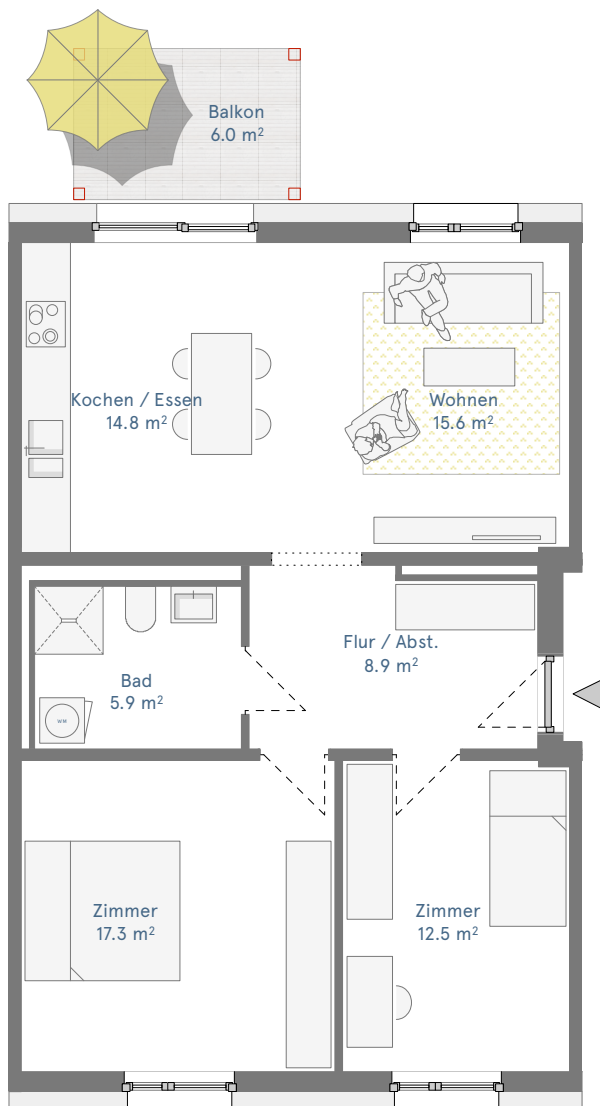 Balkon
6.0 m²
Kochen / Essen
14.8 m²
Wohnen
15.6 m²
Flur / Abst.
8.9 m²
Bad
5.9 m²
WM
Zimmer
17.3 m²
Zimmer
12.5 m²